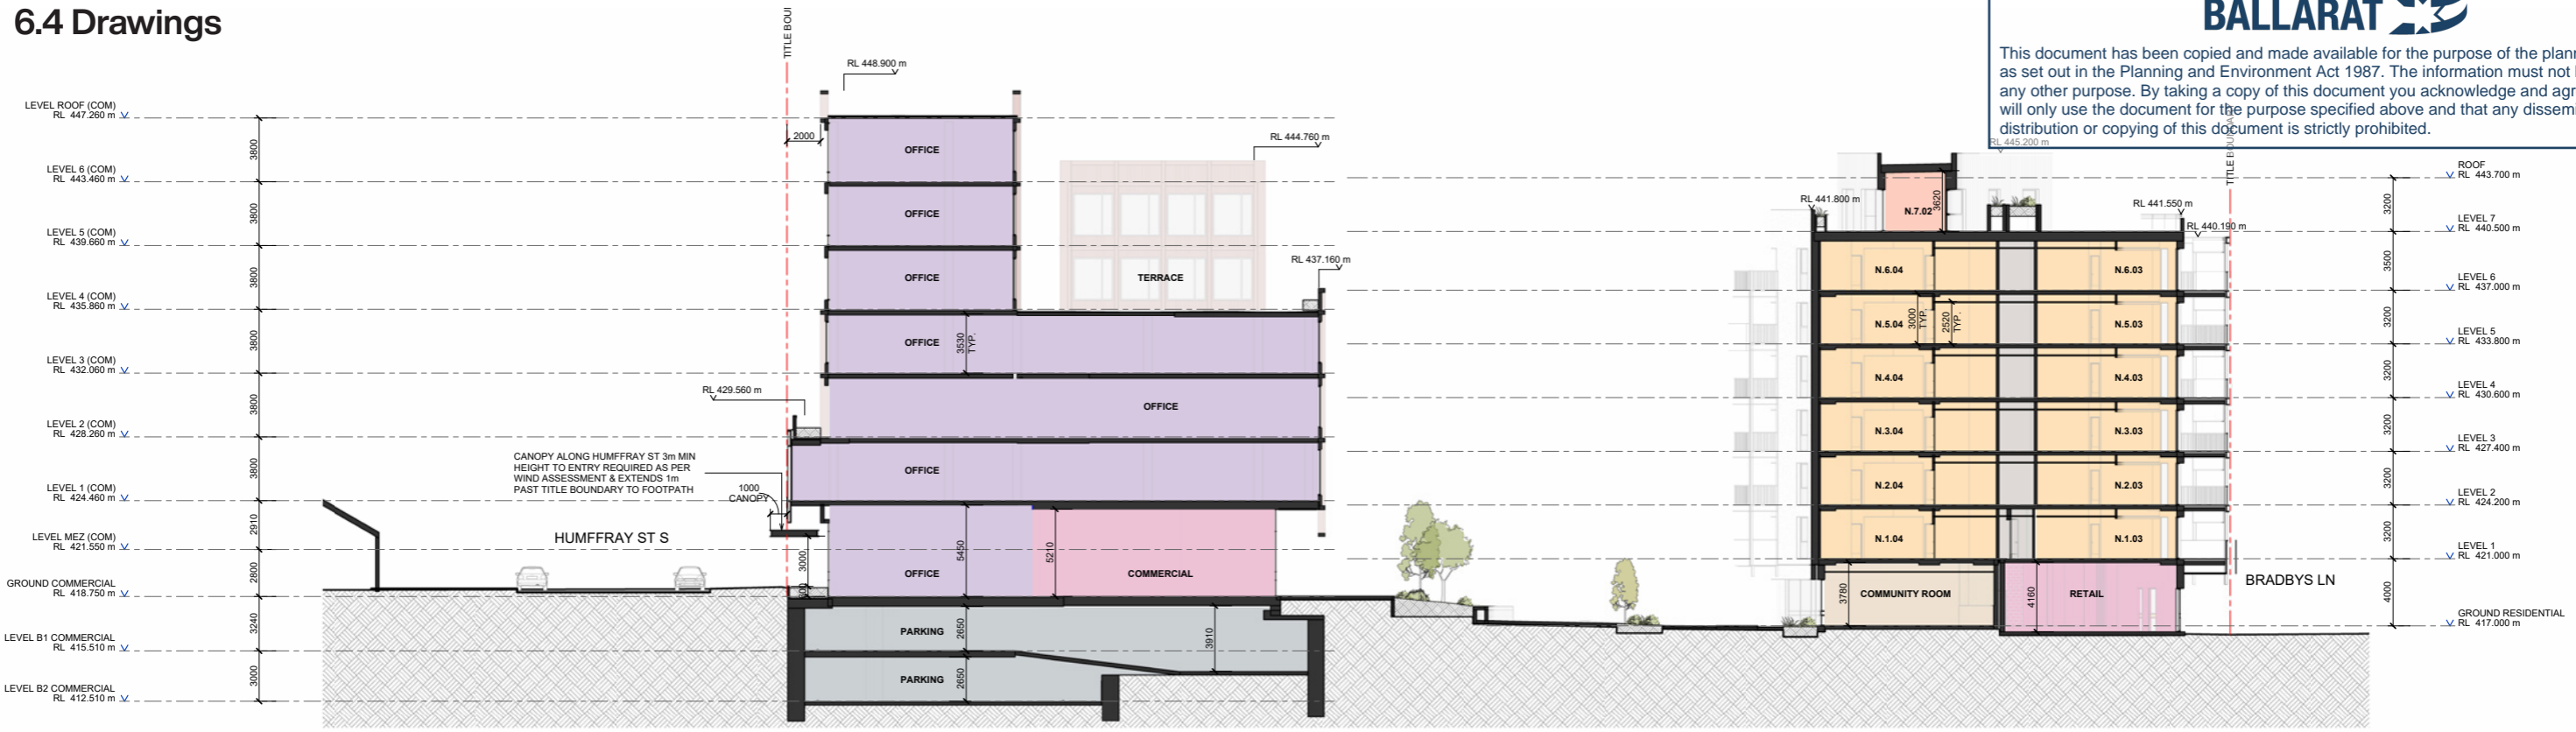 6.4 Drawings
BALLARAT
This document has been copied and made available for the purpose of the
as set out in the Planning and Environment Act 1987. The information must not
any other purpose. By taking a copy of this document you acknowledge and
will only use the document for the purpose specified above and that any
distribution or copying of this document is strictly prohibited.
TITLE
RL 448.900 m
RL 444.760 m
RL 437.160 m
RL 429.560 m
LEVEL ROOF (COM)
RL 447.260 m
LEVEL 6 (COM)
RL 443.460 m
LEVEL 5 (COM)
RL 439.660 m
LEVEL 4 (COM)
RL 435.860 m
LEVEL 3 (COM)
RL 432.060 m
LEVEL 2 (COM)
RL 428.260 m
LEVEL 1 (COM)
RL 424.460 m
LEVEL MEZ (COM)
RL 421.550 m
GROUND COMMERCIAL
RL 418.750 m
LEVEL B1 COMMERCIAL
RL 415.510 m
LEVEL B2 COMMERCIAL
RL 412.510 m
3800
3800
3800
3800
3800
3800
2910
2800
3240
3000
2000
OFFICE
OFFICE
OFFICE
TERRACE
OFFICE
3530
TYP.
OFFICE
OFFICE
CANOPY ALONG HUMFFRAY ST 3m MIN
HEIGHT TO ENTRY REQUIRED AS PER
WIND ASSESSMENT & EXTENDS 1m
PAST TITLE BOUNDARY TO FOOTPATH
1000
CANOPY
HUMFFRAY ST S
3000
OFFICE
5450
5210
COMMERCIAL
PARKING
2650
3910
PARKING
2650
RL 445.200 m
TITLE
RL 441.800 m
RL 441.550 m
RL 440.190 m
N.7.02
3620
N.6.04
N.6.03
N.5.04
3000
TYP.
2520
TYP.
N.5.03
N.4.04
N.4.03
N.3.04
N.3.03
N.2.04
N.2.03
N.1.04
N.1.03
3780
COMMUNITY ROOM
4160
RETAIL
BRADBYS LN
3200
3500
3200
3200
3200
3200
3200
4000
ROOF
RL 443.700 m
LEVEL 7
RL 440.500 m
LEVEL 6
RL 437.000 m
LEVEL 5
RL 433.800 m
LEVEL 4
RL 430.600 m
LEVEL 3
RL 427.400 m
LEVEL 2
RL 424.200 m
LEVEL 1
RL 421.000 m
GROUND RESIDENTIAL
RL 417.000 m